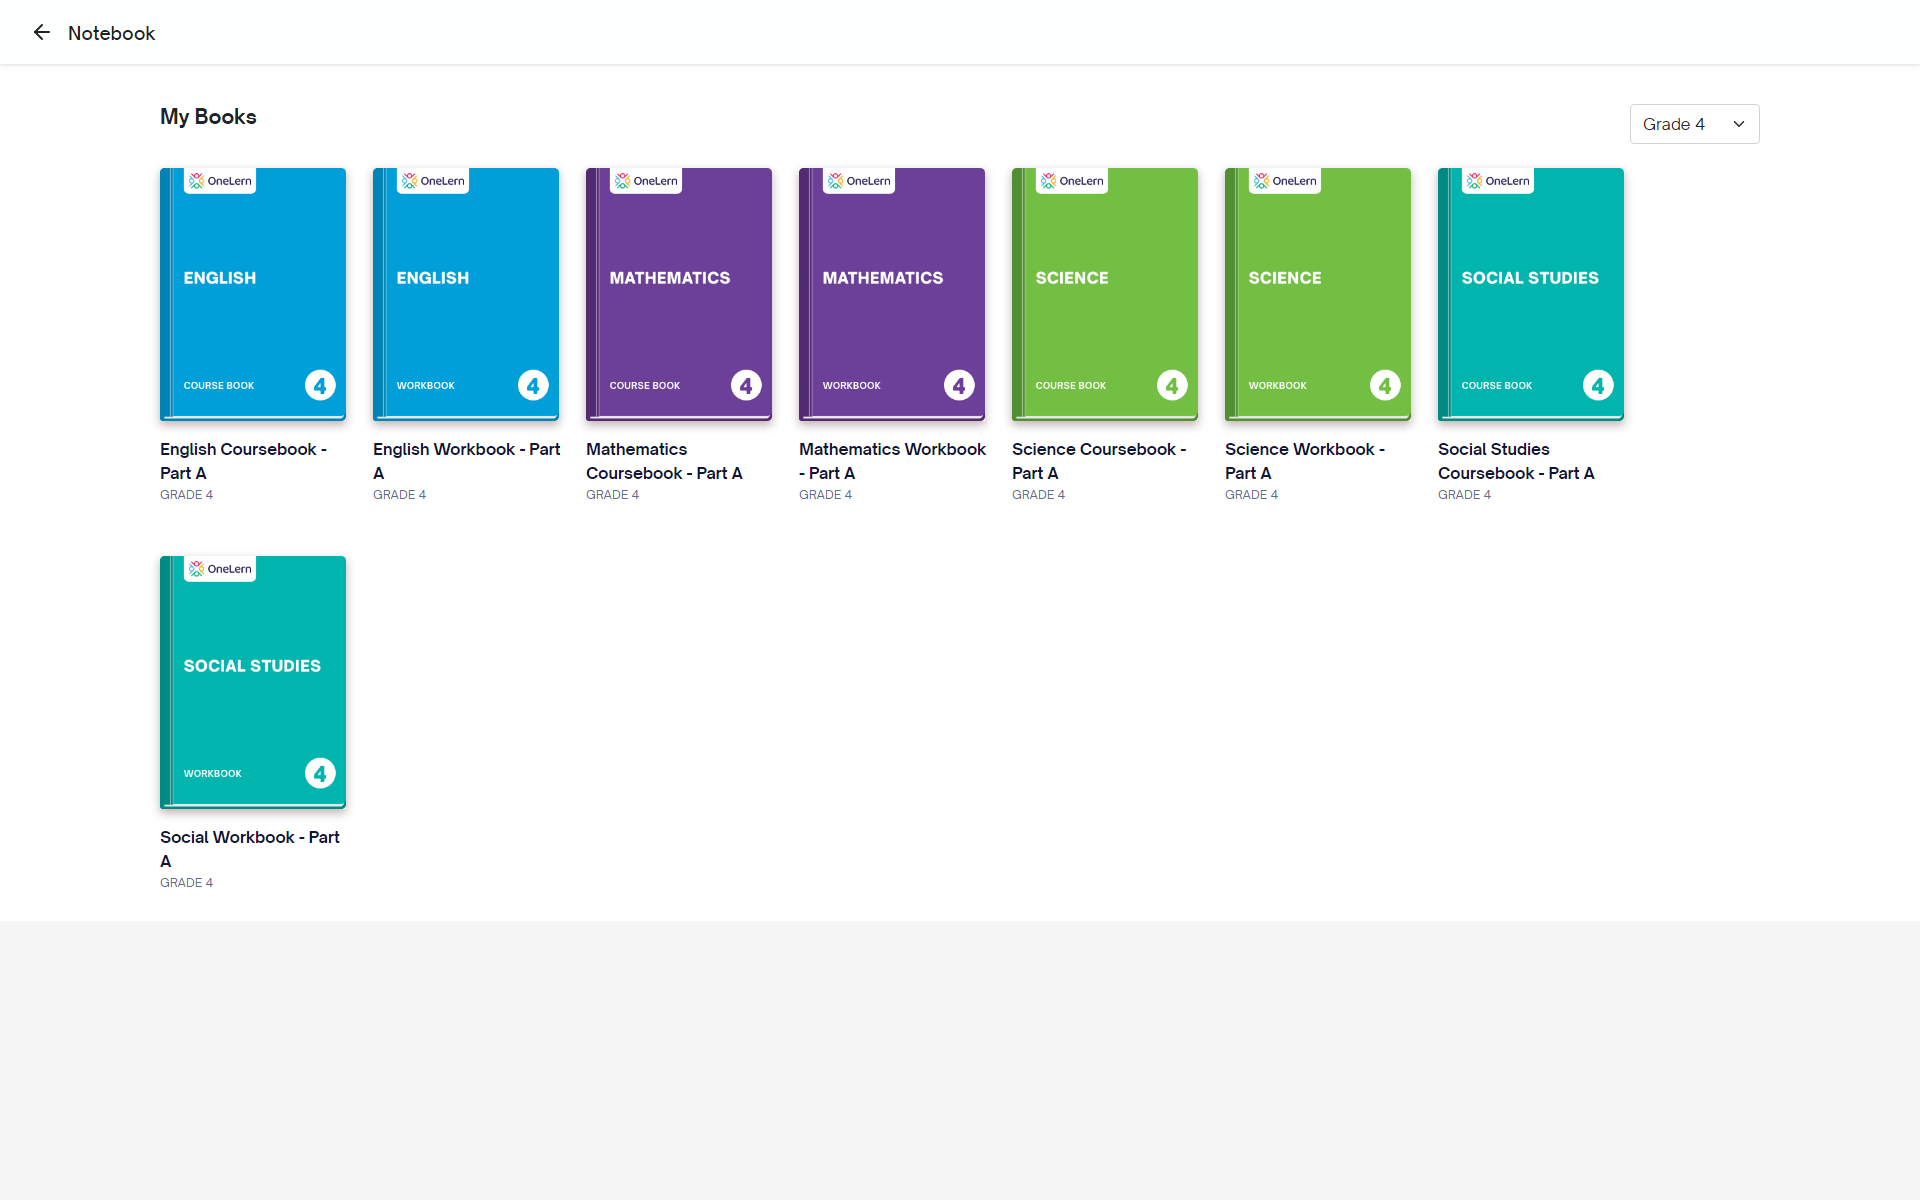 Notebook
My Books
Grade 4
OneLern
ENGLISH
COURSE BOOK
4
English Coursebook -
Part A
GRADE 4
OneLern
ENGLISH
WORKBOOK
4
English Workbook - Part
A
GRADE 4
OneLern
MATHEMATICS
COURSE BOOK
4
Mathematics
Coursebook - Part A
GRADE 4
OneLern
MATHEMATICS
WORKBOOK
4
Mathematics Workbook
- Part A
GRADE 4
OneLern
SCIENCE
COURSE BOOK
4
Science Coursebook -
Part A
GRADE 4
OneLern
SCIENCE
WORKBOOK
4
Science Workbook -
Part A
GRADE 4
OneLern
SOCIAL STUDIES
COURSE BOOK
4
Social Studies
Coursebook - Part A
GRADE 4
OneLern
SOCIAL STUDIES
WORKBOOK
4
Social Workbook - Part
A
GRADE 4